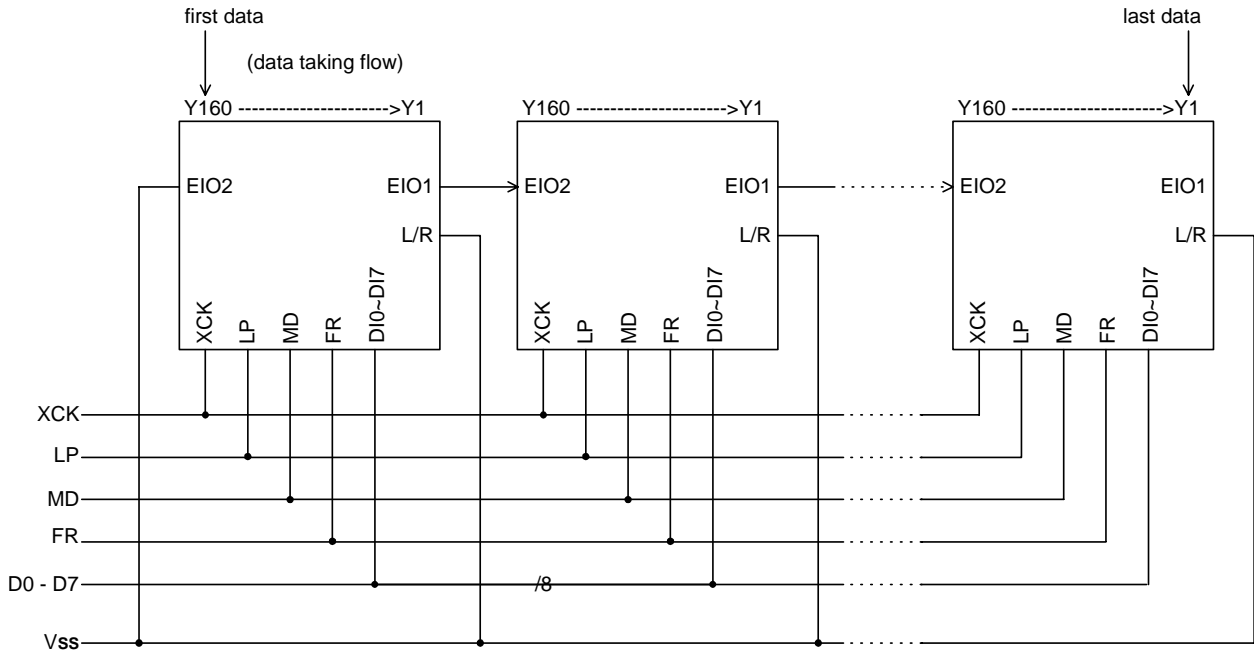 first data
last data
(data taking flow)
Y160 ---------------------->Y1
Y160 ---------------------->Y1
Y160 ---------------------->Y1
EIO2
EIO1
EIO2
EIO1
EIO2
EIO1
L/R
L/R
L/R
XCK
LP
MD
FR
DI0~DI7
XCK
LP
MD
FR
DI0~DI7
XCK
LP
MD
FR
DI0~DI7
XCK
LP
MD
FR
D0 - D7
/8
Vss